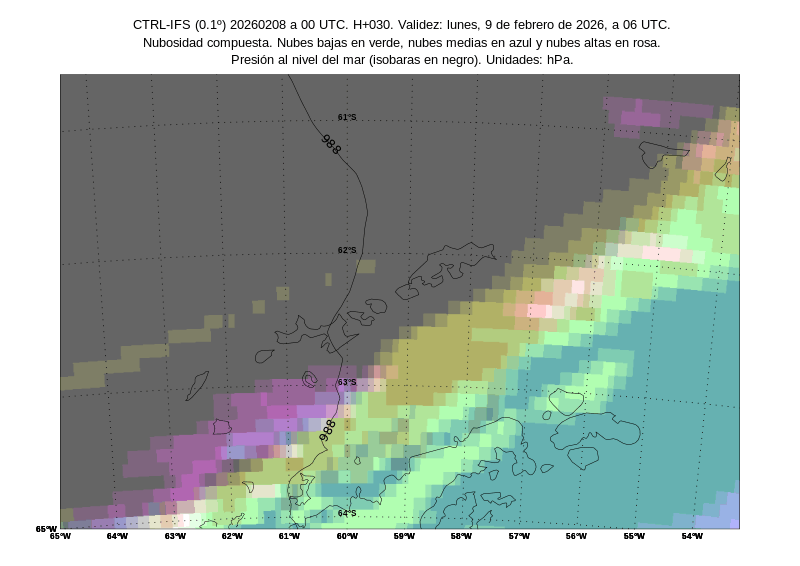 CTRL-IFS (0.1º) 20260208 a 00 UTC. H+030. Validez: lunes, 9 de febrero de 2026, a 06 UTC.
Nubosidad compuesta. Nubes bajas en verde, nubes medias en azul y nubes altas en rosa.
Presión al nivel del mar (isobaras en negro). Unidades: hPa.
61°S
988
62°S
63°S
988
64°S
65°W
65°W 64°W 63°W 62°W 61°W 60°W 59°W 58°W 57°W 56°W 55°W 54°W